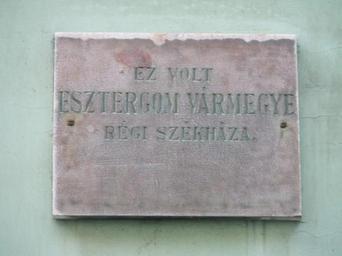 EZ VOLT
ESZTERGOM VÁRMEGYE
RÉGI SZÉKHÁZA.